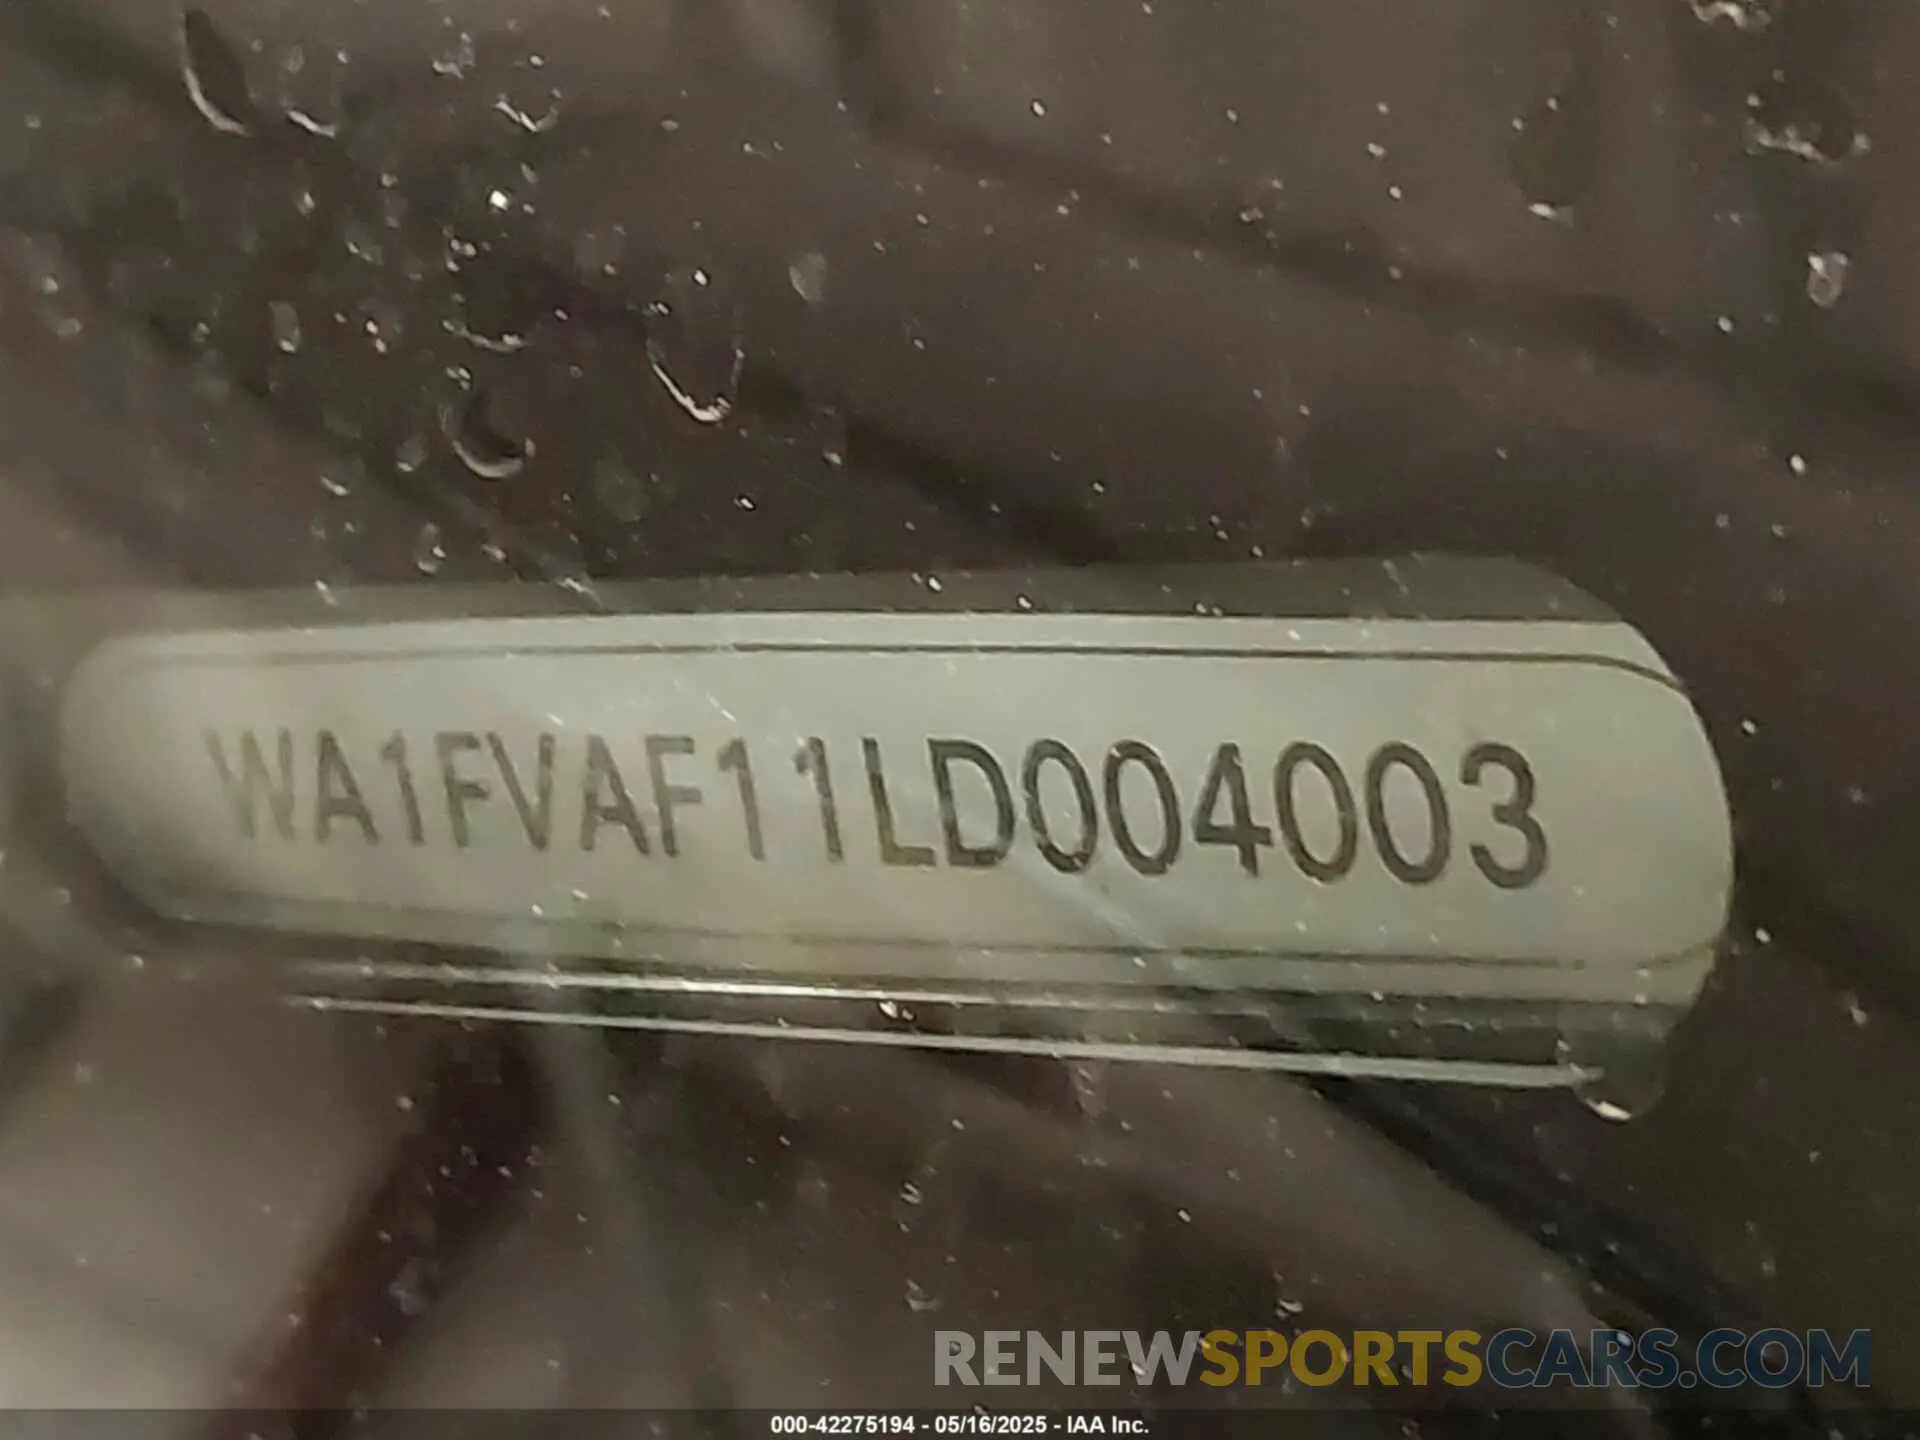 WA1FVAF11LD004003
RENEWSPORTSCARS.COM
000-42275194 - 05/16/2025 - IAA Inc.